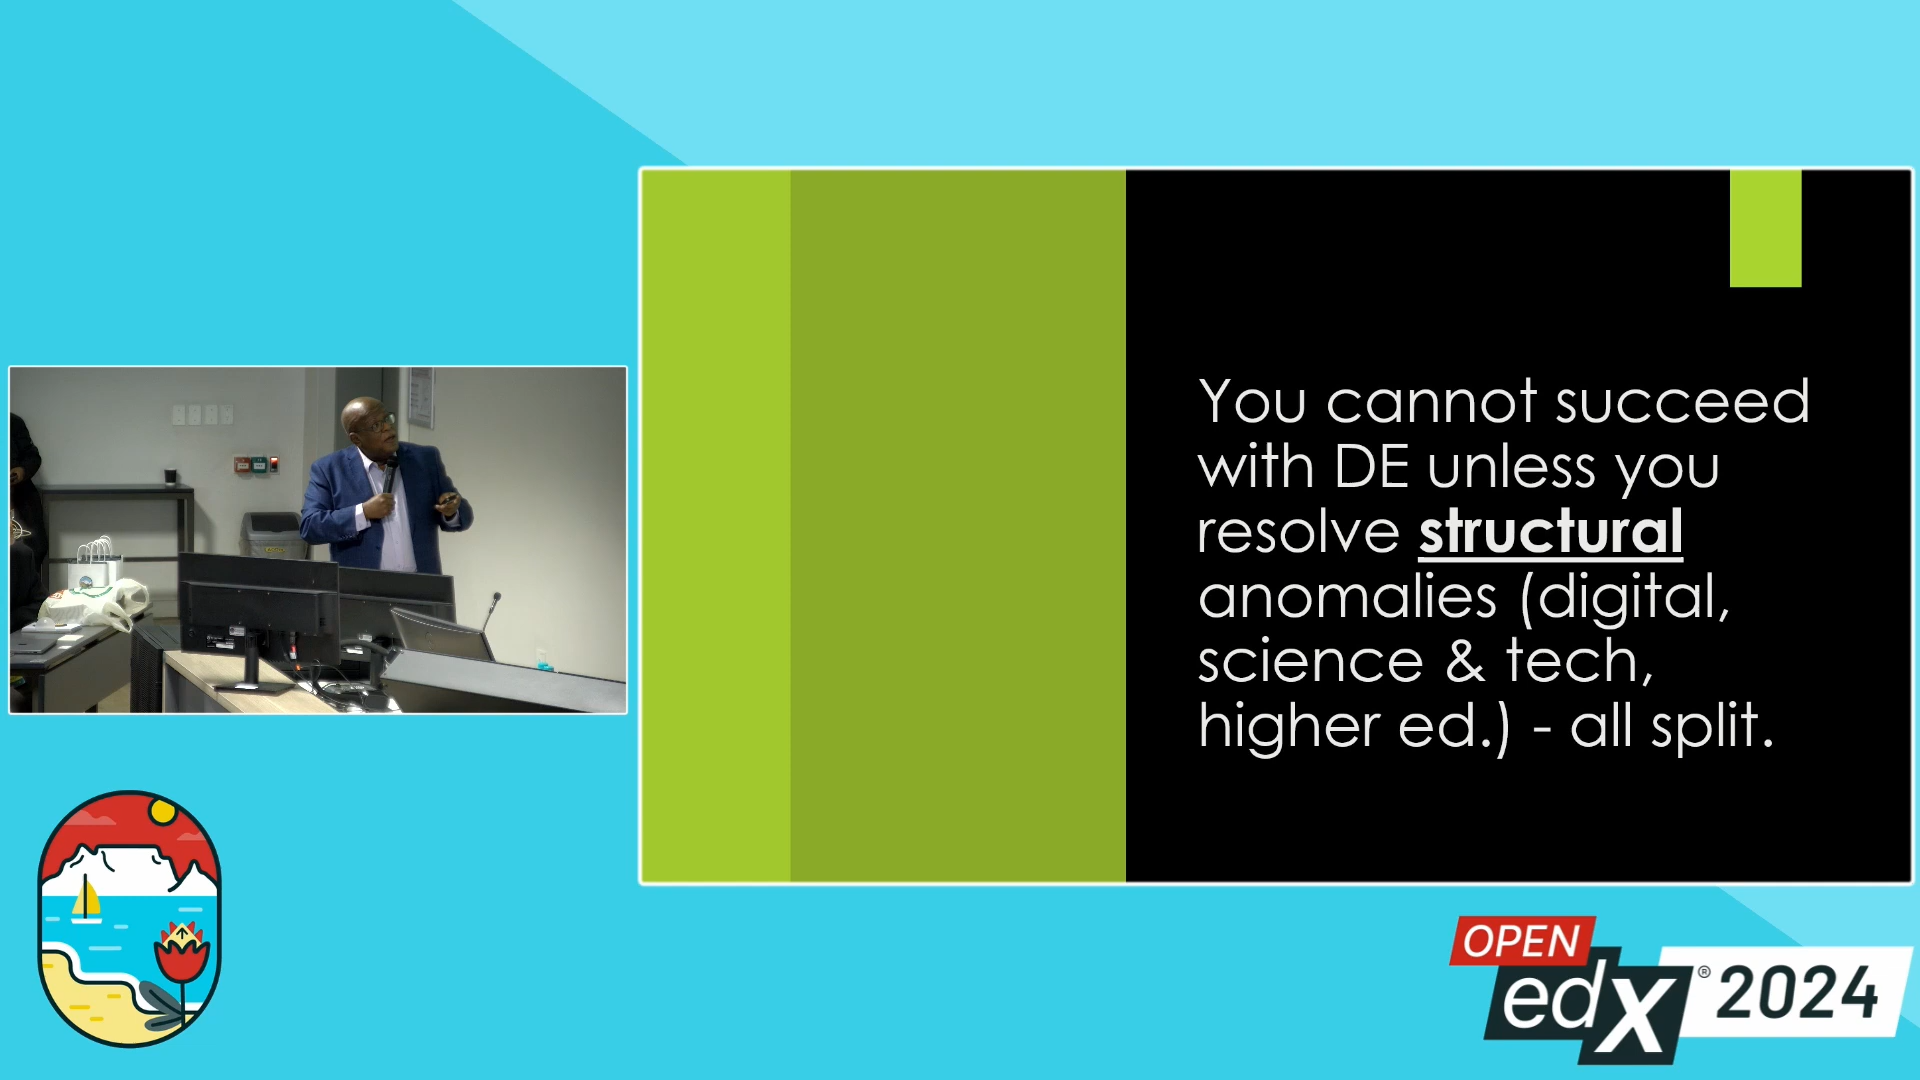 You cannot succeed
with DE unless you
resolve structural
anomalies (digital,
science & tech,
higher ed.) - all split.
OPEN
edX® 2024